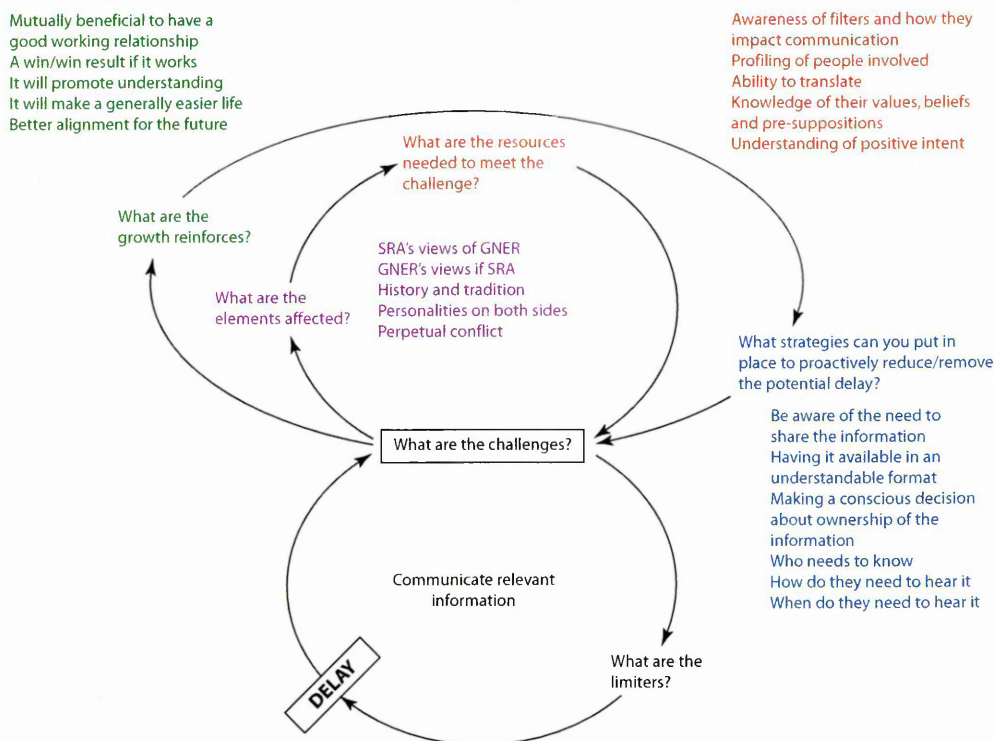 Mutually beneficial to have a
good working relationship
A win/win result if it works
It will promote understanding
It will make a generally easier life
Better alignment for the future
Awareness of filters and how they
impact communication
Profiling of people involved
Ability to translate
Knowledge of their values, beliefs
and pre-suppositions
Understanding of positive intent
What are the resources
needed to meet the
challenge?
What are the
growth reinforces?
SRA's views of GNER
GNER's views if SRA
History and tradition
Personalities on both sides
Perpetual conflict
What are the
elements affected?
What strategies can you put in
place to proactively reduce/remove
the potential delay?
Be aware of the need to
share the information
Having it available in an
understandable format
Making a conscious decision
about ownership of the
information
Who needs to know
How do they need to hear it
When do they need to hear it
What are the challenges?
Communicate relevant
information
What are the
limiters?
DELAY